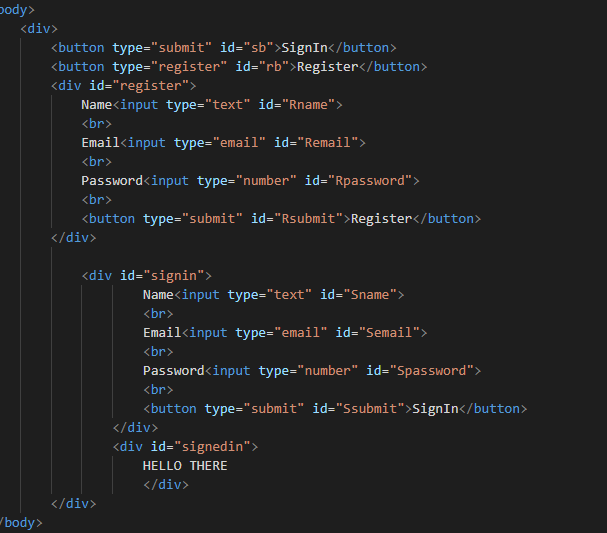 body>
<div>
<button type="submit" id="sb">SignIn</button>
<button type="register" id="rb">Register</button>
<div id="register">
Name<input type="text" id="Rname">
<br>
Email<input type="email" id="Remail">
<br>
Password<input type="number" id="Rpassword">
<br>
<button type="submit" id="Rsubmit">Register</button>
</div>
<div id="signin">
Name<input type="text" id="Sname">
<br>
Email<input type="email" id="Semail">
<br>
Password<input type="number" id="Spassword">
<br>
<button type="submit" id="Ssubmit">SignIn</button>
</div>
<div id="signedin">
HELLO THERE
</div>
</div>
/body>